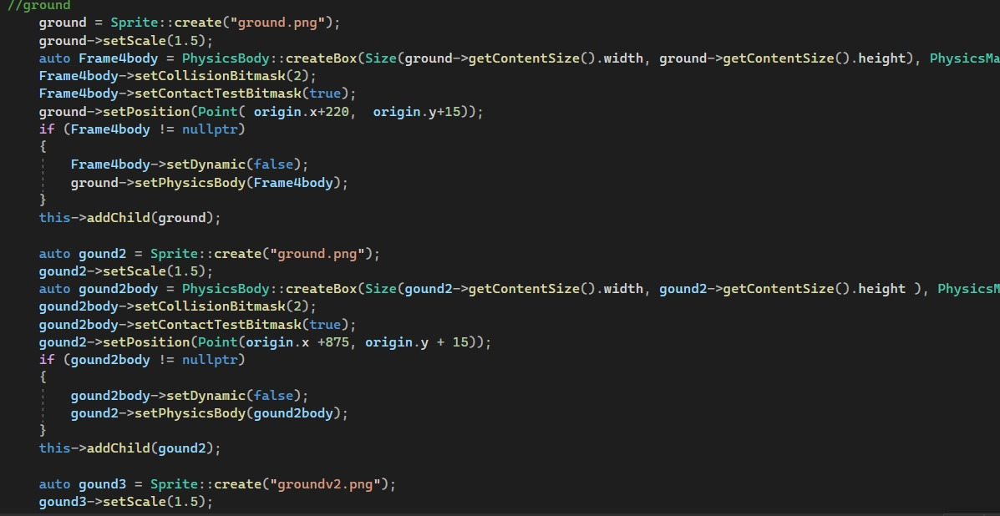 //ground
ground = Sprite::create("ground.png");
ground->setScale(1.5);
auto Frame4body = PhysicsBody::createBox(Size(ground->getContentSize().width, ground->getContentSize().height), PhysicsMa
Frame4body->setCollisionBitmask(2);
Frame4body->setContactTestBitmask(true);
ground->setPosition(Point( origin.x+220,  origin.y+15));
if (Frame4body != nullptr)
{
Frame4body->setDynamic(false);
ground->setPhysicsBody(Frame4body);
}
this->addChild(ground);
auto gound2 = Sprite::create("ground.png");
gound2->setScale(1.5);
auto gound2body = PhysicsBody::createBox(Size(gound2->getContentSize().width, gound2->getContentSize().height ), PhysicsM
gound2body->setCollisionBitmask(2);
gound2body->setContactTestBitmask(true);
gound2->setPosition(Point(origin.x +875, origin.y + 15));
if (gound2body != nullptr)
{
gound2body->setDynamic(false);
gound2->setPhysicsBody(gound2body);
}
this->addChild(gound2);
auto gound3 = Sprite::create("groundv2.png");
gound3->setScale(1.5);